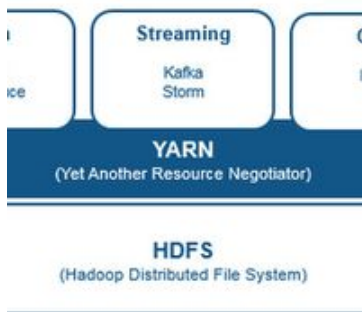 Streaming
Kafka
Storm
YARN
(Yet Another Resource Negotiator)
HDFS
(Hadoop Distributed File System)